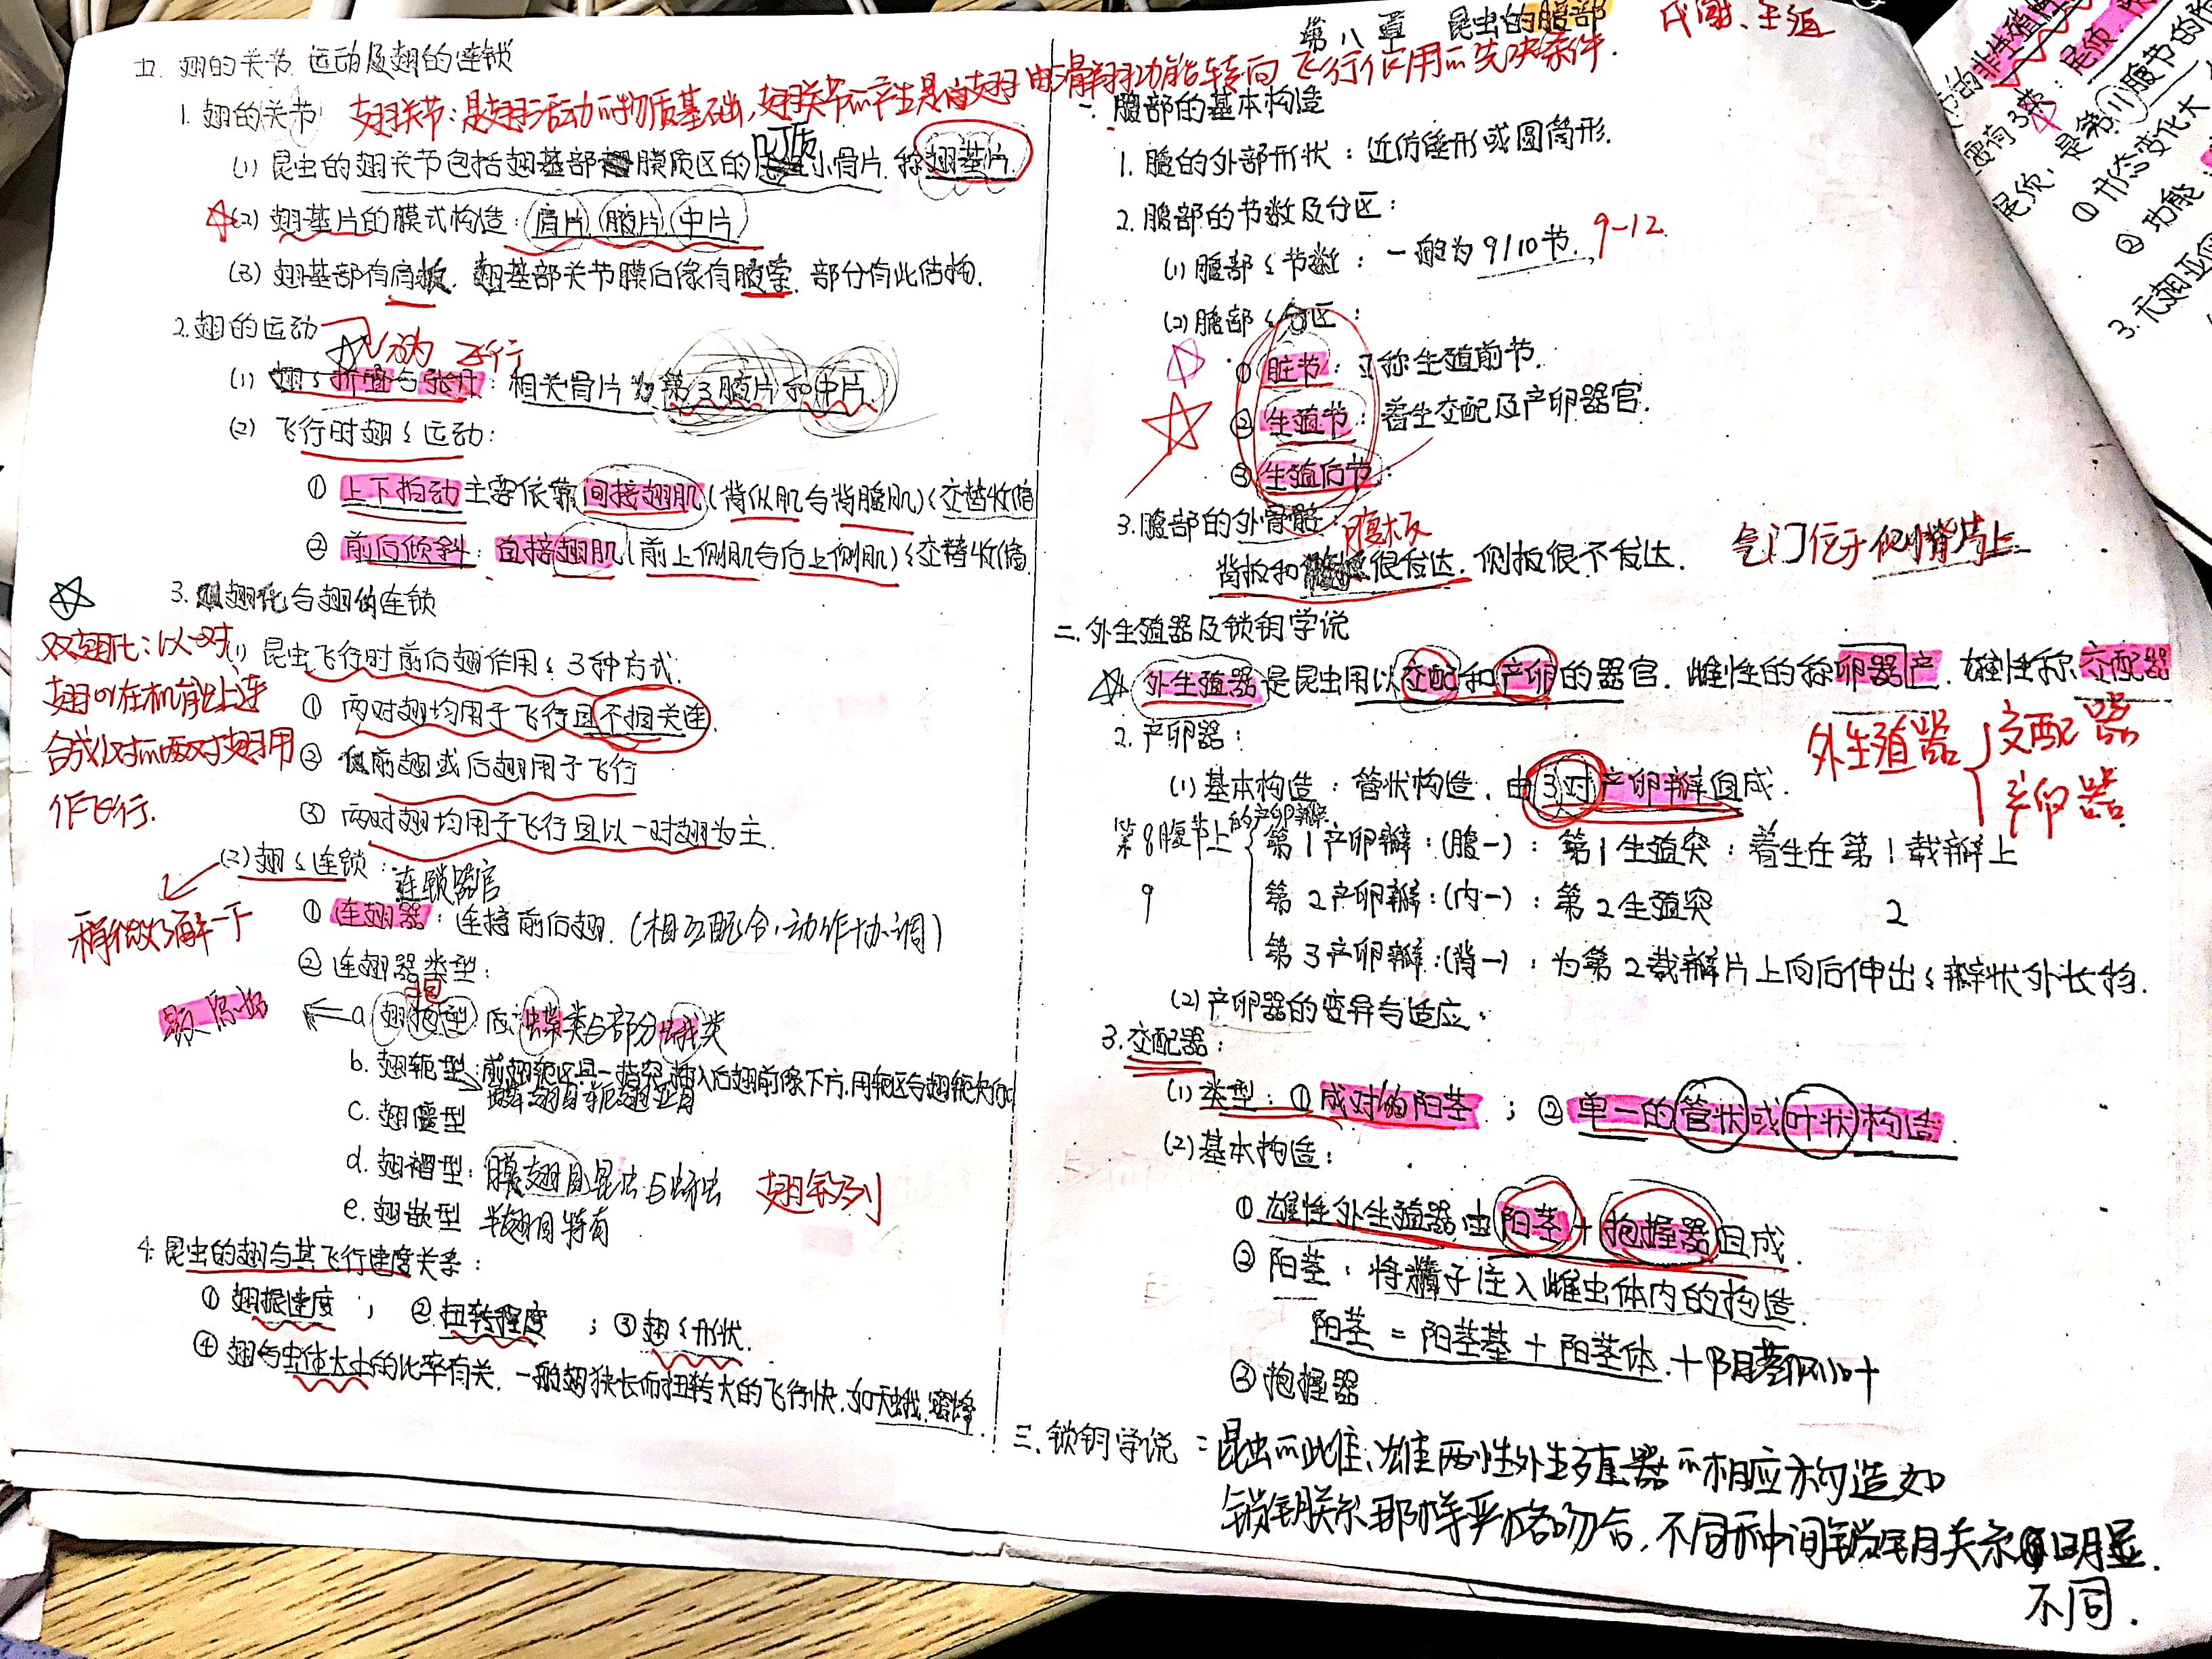 五. 翅的关节. 运动及翅的连锁
1. 翅的关节
翅关节：是翅活动的物质基础，翅关节的产生是由翅由滑翔功能转向飞行作用的先决条件.
(1) 昆虫的翅关节包括翅基部膜质区的小骨片. 称翅基片.
(2) 翅基片的膜式构造：肩片. 腋片. 中片
(3) 翅基部有肩板. 翅基部关节膜后缘有腋索. 部分有此结构.
2. 翅的运动
飞行
(1) 翅的折叠与张开：相关骨片为第3腋片和中片.
(2) 飞行时翅的运动：
① 上下拍动主要依靠间接翅肌(背纵肌与背腹肌)的交替收缩
② 前后倾斜：直接翅肌(前上侧肌与后上侧肌)的交替收缩.
3. 双翅化与翅的连锁
双翅化：以一对
翅或在机能上连
合成1对的两对翅用
作飞行.
(1) 昆虫飞行时前后翅作用的3种方式.
① 两对翅均用于飞行且不相关连.
② 仅前翅或后翅用于飞行
③ 两对翅均用于飞行且以一对翅为主.
(2) 翅的连锁：连锁器官
稍微了解一下
① 连翅器：连接前后翅. (相互配合，动作协调)
② 连翅器类型：
a. 翅抱型 蝶类与部分蛾类
b. 翅轭型：前翅轭区具一指突，插入后翅前缘下方，用轭区与翅轭夹住
c. 翅缰型
d. 翅褶型：膜翅目昆虫与蚜虫
翅钩列
e. 翅嵌型 半翅目特有
4. 昆虫的翅与其飞行速度关系：
① 翅振速度； ② 扭转程度； ③ 翅的形状.
④ 翅与虫体大小的比率有关. 一般翅狭长而扭转大的飞行快. 如天蛾. 蜜蜂.
第八章 昆虫的腹部
代谢、生殖
一. 腹部的基本构造
1. 腹的外部形状：近纺锤形或圆筒形.
2. 腹部的节数及分区：
(1) 腹部的节数：一般为9/10节. 9-12
(2) 腹部的分区：
① 脏节：又称生殖前节.
② 生殖节：着生交配及产卵器官.
③ 生殖后节：
3. 腹部的外骨骼：
背板和腹板很发达. 侧板很不发达.
气门位于侧背片上
二. 外生殖器及锁钥学说
外生殖器是昆虫用以交配和产卵的器官. 雌性的称卵器产. 雄性称交配器
外生殖器{交配器
产卵器
2. 产卵器：
(1) 基本构造：管状构造. 由3对产卵瓣组成.
第8腹节上的产卵瓣 第1产卵瓣：(腹一)：第1生殖突：着生在第1载瓣上
9 第2产卵瓣：(内一)：第2生殖突 2
第3产卵瓣：(背一)：为第2载瓣片上向后伸出的瓣状外长物.
(2) 产卵器的变异与适应.
3. 交配器：
(1) 类型：① 成对的阳茎； ② 单一的管状或叶状构造.
(2) 基本构造：
① 雄性外生殖器由阳茎+抱握器组成.
② 阳茎：将精子注入雌虫体内的构造.
阳茎=阳茎基+阳茎体.+阳茎侧叶
③ 抱握器
三. 锁钥学说：昆虫的雌、雄两性外生殖器的相应构造如
锁钥关系那样严格吻合，不同种间锁钥关系明显
不同.